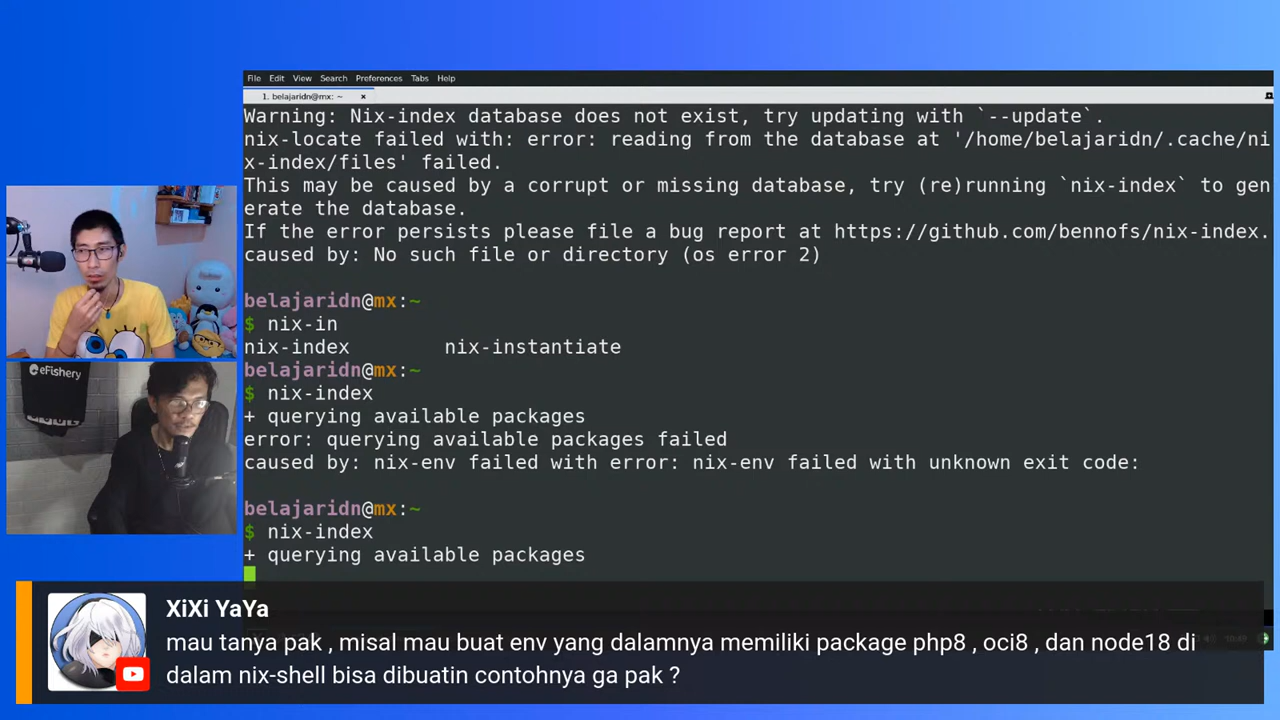 File Edit View Search Preferences Tabs Help
1. belajaridn@mx: ~ ×
Warning: Nix-index database does not exist, try updating with `--update`.
nix-locate failed with: error: reading from the database at '/home/belajaridn/.cache/ni
x-index/files' failed.
This may be caused by a corrupt or missing database, try (re)running `nix-index` to gen
erate the database.
If the error persists please file a bug report at https://github.com/bennofs/nix-index.
caused by: No such file or directory (os error 2)
belajaridn@mx:~
$ nix-in
nix-index nix-instantiate
belajaridn@mx:~
$ nix-index
+ querying available packages
error: querying available packages failed
caused by: nix-env failed with error: nix-env failed with unknown exit code:
belajaridn@mx:~
$ nix-index
+ querying available packages
eFishery
XiXi YaYa
mau tanya pak , misal mau buat env yang dalamnya memiliki package php8 , oci8 , dan node18 di
dalam nix-shell bisa dibuatin contohnya ga pak ?